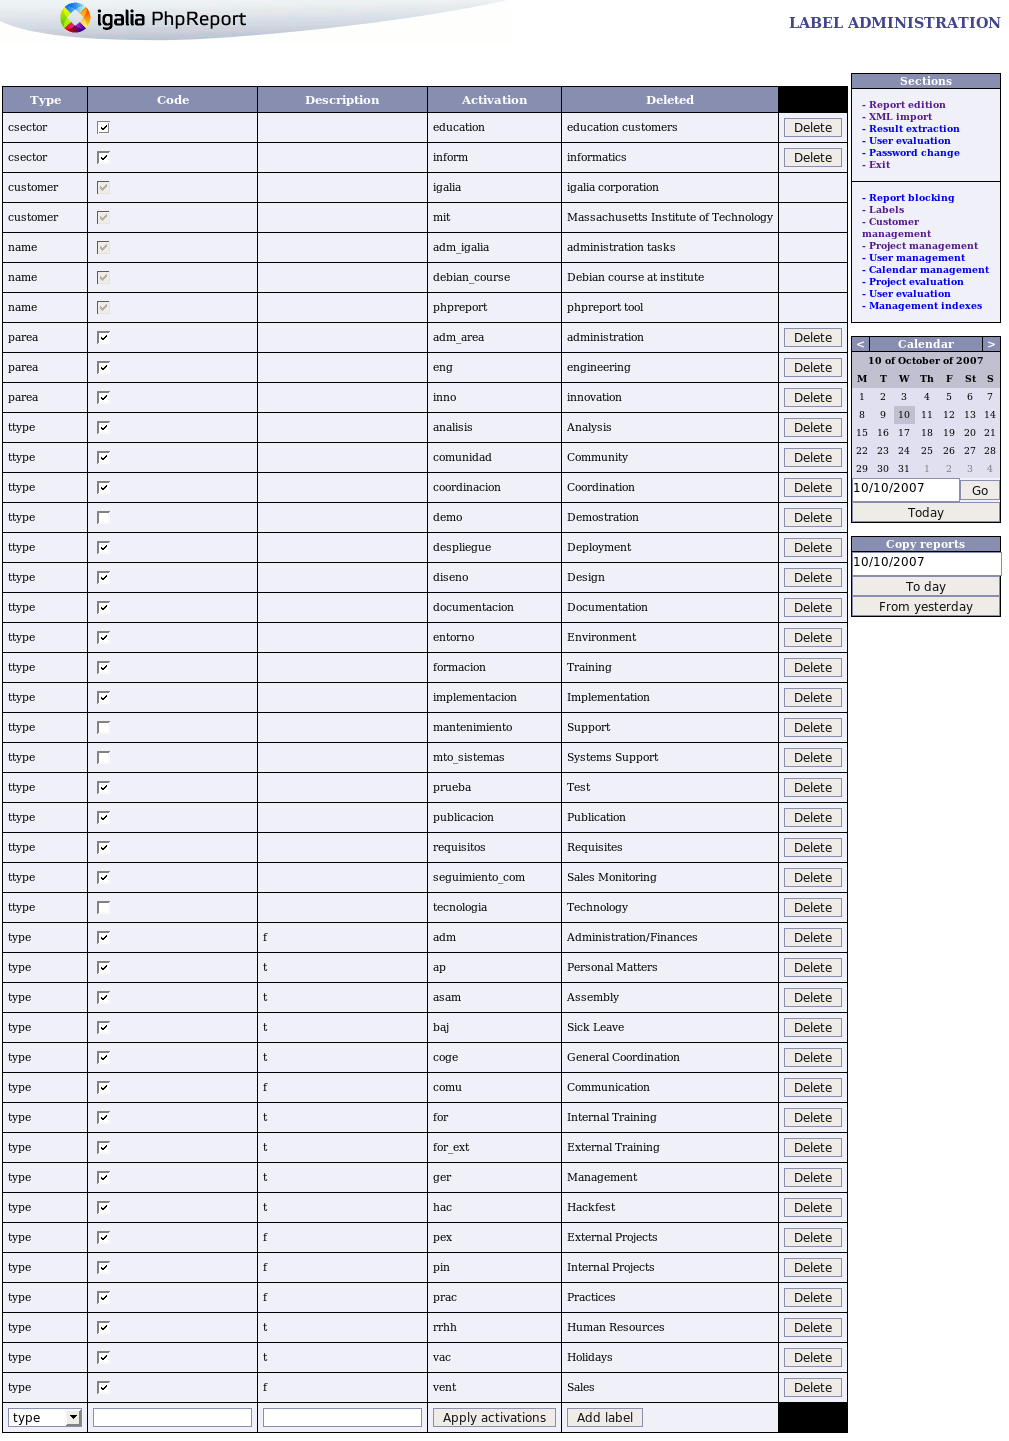 igalia PhpReport
LABEL ADMINISTRATION
Type Code Description Activation Deleted
csector education education customers Delete
csector inform informatics Delete
customer igalia igalia corporation
customer mit Massachusetts Institute of Technology
name adm_igalia administration tasks
name debian_course Debian course at institute
name phpreport phpreport tool
parea adm_area administration Delete
parea eng engineering Delete
parea inno innovation Delete
ttype analisis Analysis Delete
ttype comunidad Community Delete
ttype coordinacion Coordination Delete
ttype demo Demostration Delete
ttype despliegue Deployment Delete
ttype diseno Design Delete
ttype documentacion Documentation Delete
ttype entorno Environment Delete
ttype formacion Training Delete
ttype implementacion Implementation Delete
ttype mantenimiento Support Delete
ttype mto_sistemas Systems Support Delete
ttype prueba Test Delete
ttype publicacion Publication Delete
ttype requisitos Requisites Delete
ttype seguimiento_com Sales Monitoring Delete
ttype tecnologia Technology Delete
type f adm Administration/Finances Delete
type t ap Personal Matters Delete
type t asam Assembly Delete
type t baj Sick Leave Delete
type t coge General Coordination Delete
type f comu Communication Delete
type t for Internal Training Delete
type t for_ext External Training Delete
type t ger Management Delete
type t hac Hackfest Delete
type f pex External Projects Delete
type f pin Internal Projects Delete
type f prac Practices Delete
type t rrhh Human Resources Delete
type t vac Holidays Delete
type f vent Sales Delete
type Apply activations Add label
Sections
- Report edition
- XML import
- Result extraction
- User evaluation
- Password change
- Exit
- Report blocking
- Labels
- Customer
management
- Project management
- User management
- Calendar management
- Project evaluation
- User evaluation
- Management indexes
< Calendar >
10 of October of 2007
M T W Th F St S
1 2 3 4 5 6 7
8 9 10 11 12 13 14
15 16 17 18 19 20 21
22 23 24 25 26 27 28
29 30 31 1 2 3 4
10/10/2007 Go
Today
Copy reports
10/10/2007
To day
From yesterday